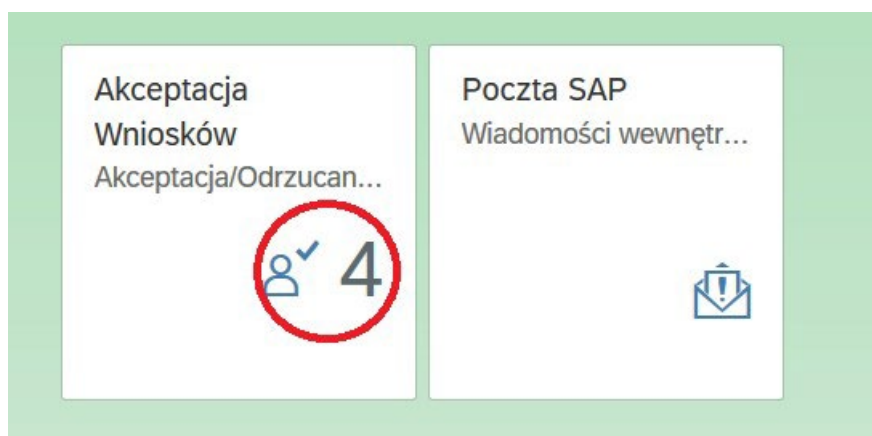 Akceptacja
Wniosków
Akceptacja/Odrzucan...
4
Poczta SAP
Wiadomości wewnętr...